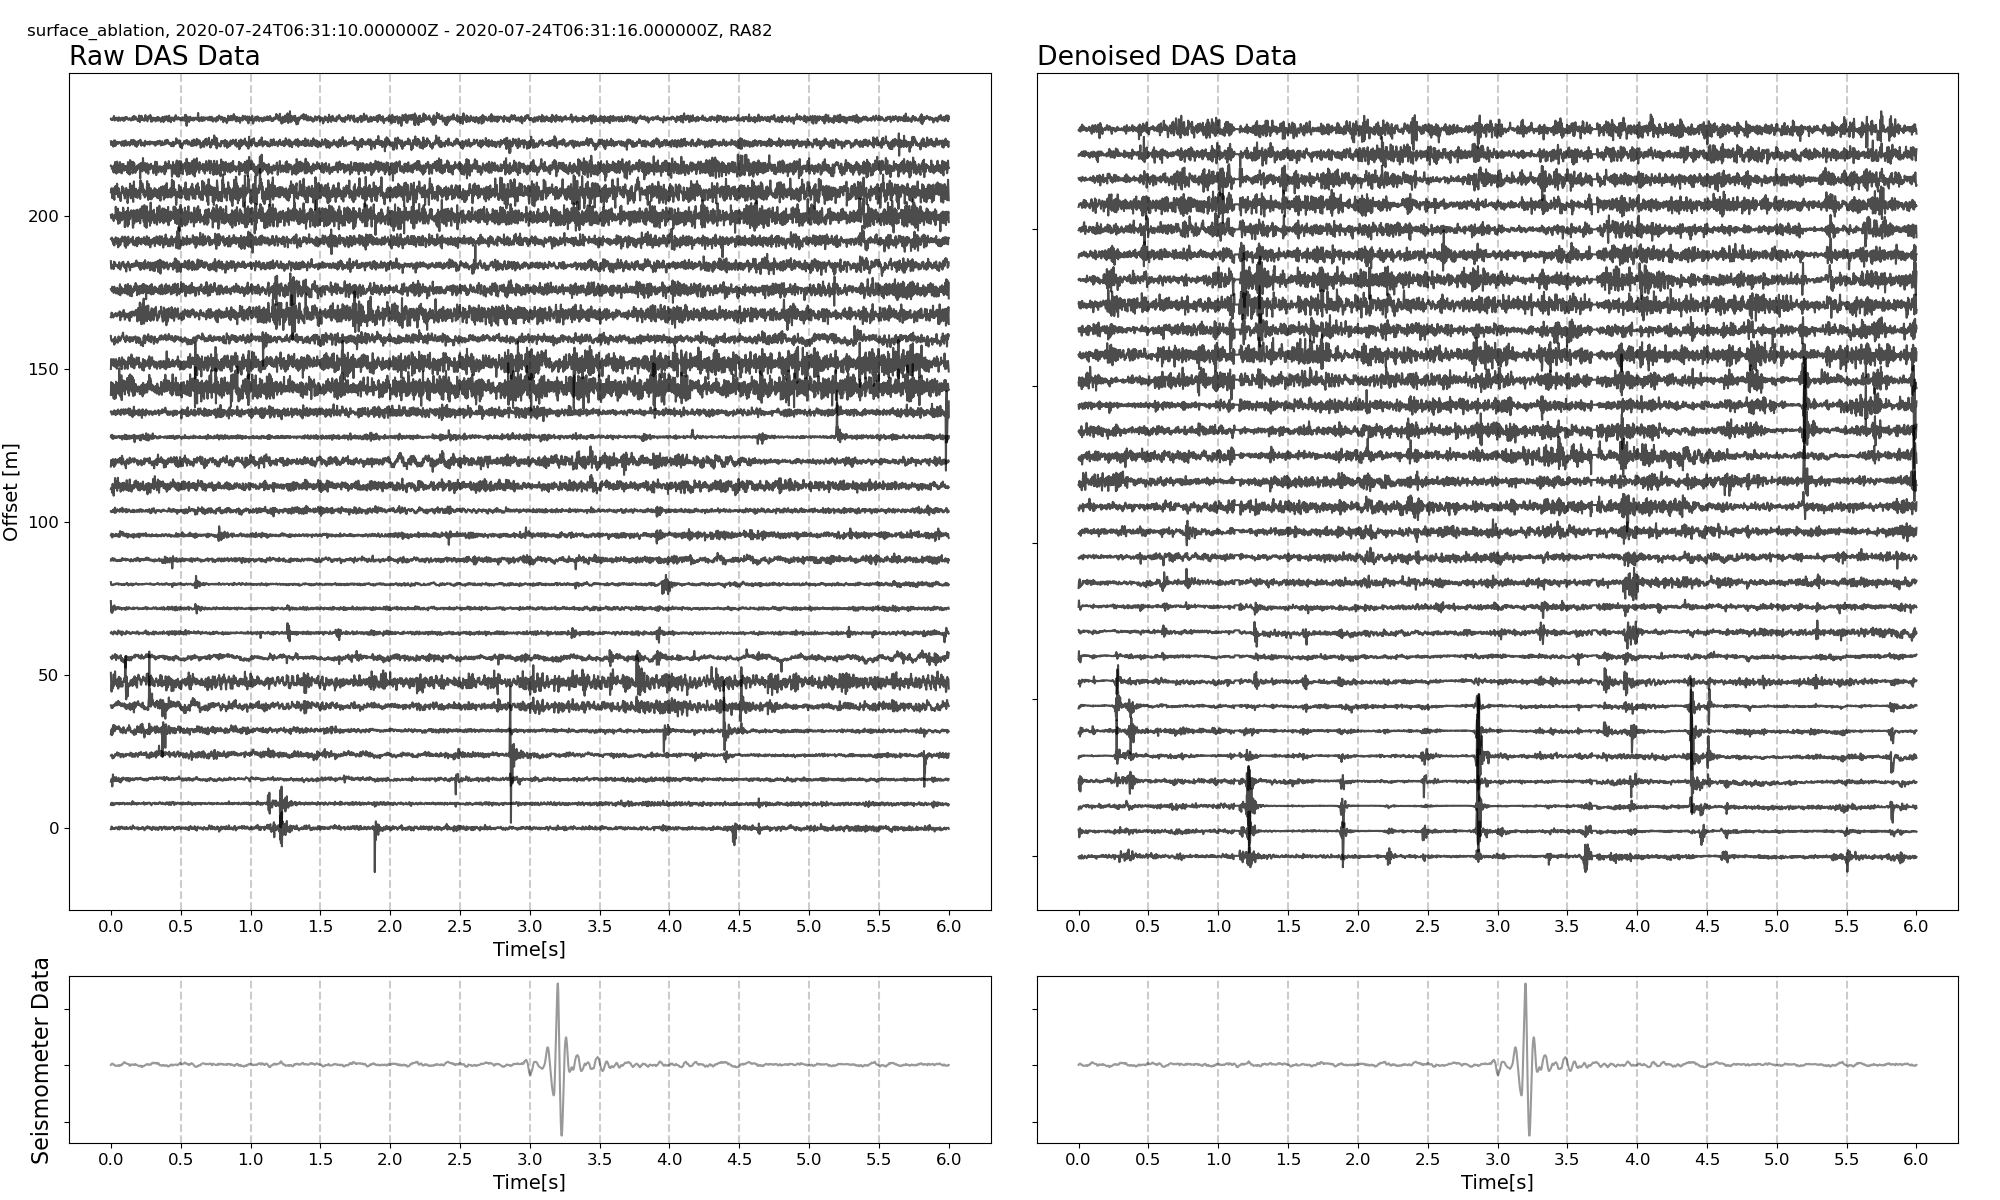 surface_ablation, 2020-07-24T06:31:10.000000Z - 2020-07-24T06:31:16.000000Z, RA82
Raw DAS Data
Denoised DAS Data
Offset [m]
200
150
100
50
0
0.0 0.5 1.0 1.5 2.0 2.5 3.0 3.5 4.0 4.5 5.0 5.5 6.0
Time[s]
0.0 0.5 1.0 1.5 2.0 2.5 3.0 3.5 4.0 4.5 5.0 5.5 6.0
Seismometer Data
0.0 0.5 1.0 1.5 2.0 2.5 3.0 3.5 4.0 4.5 5.0 5.5 6.0
Time[s]
0.0 0.5 1.0 1.5 2.0 2.5 3.0 3.5 4.0 4.5 5.0 5.5 6.0
Time[s]